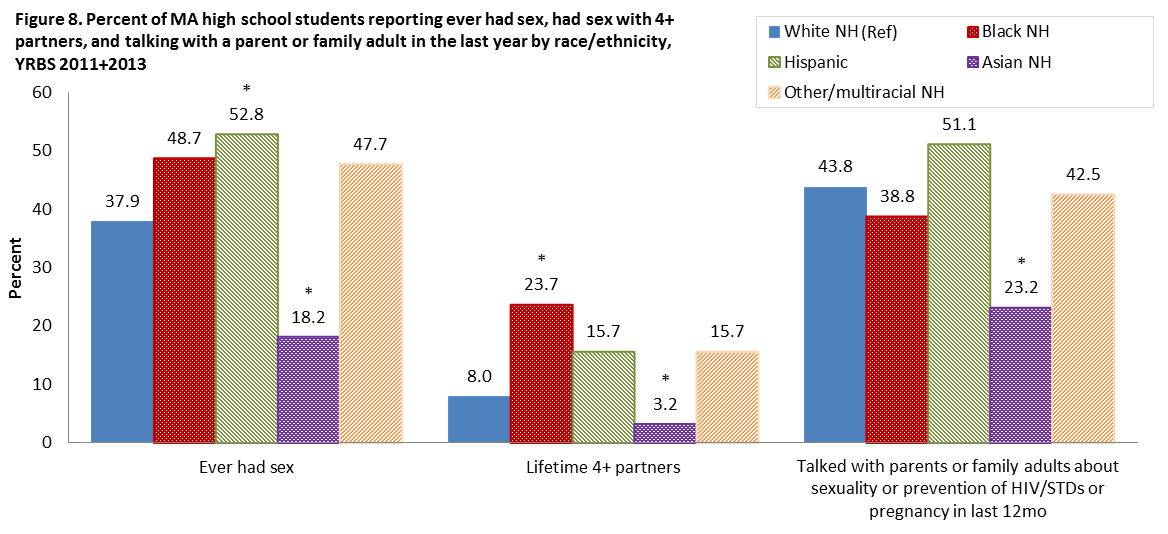 Figure 8. Percent of MA high school students reporting ever had sex, had sex with 4+
partners, and talking with a parent or family adult in the last year by race/ethnicity,
YRBS 2011+2013
White NH (Ref)
Black NH
Hispanic
Asian NH
Other/multiracial NH
Percent
60
50
40
30
20
10
0
37.9
48.7
*
52.8
*
18.2
47.7
8.0
*
23.7
15.7
*
3.2
15.7
43.8
38.8
51.1
*
23.2
42.5
Ever had sex
Lifetime 4+ partners
Talked with parents or family adults about
sexuality or prevention of HIV/STDs or
pregnancy in last 12mo